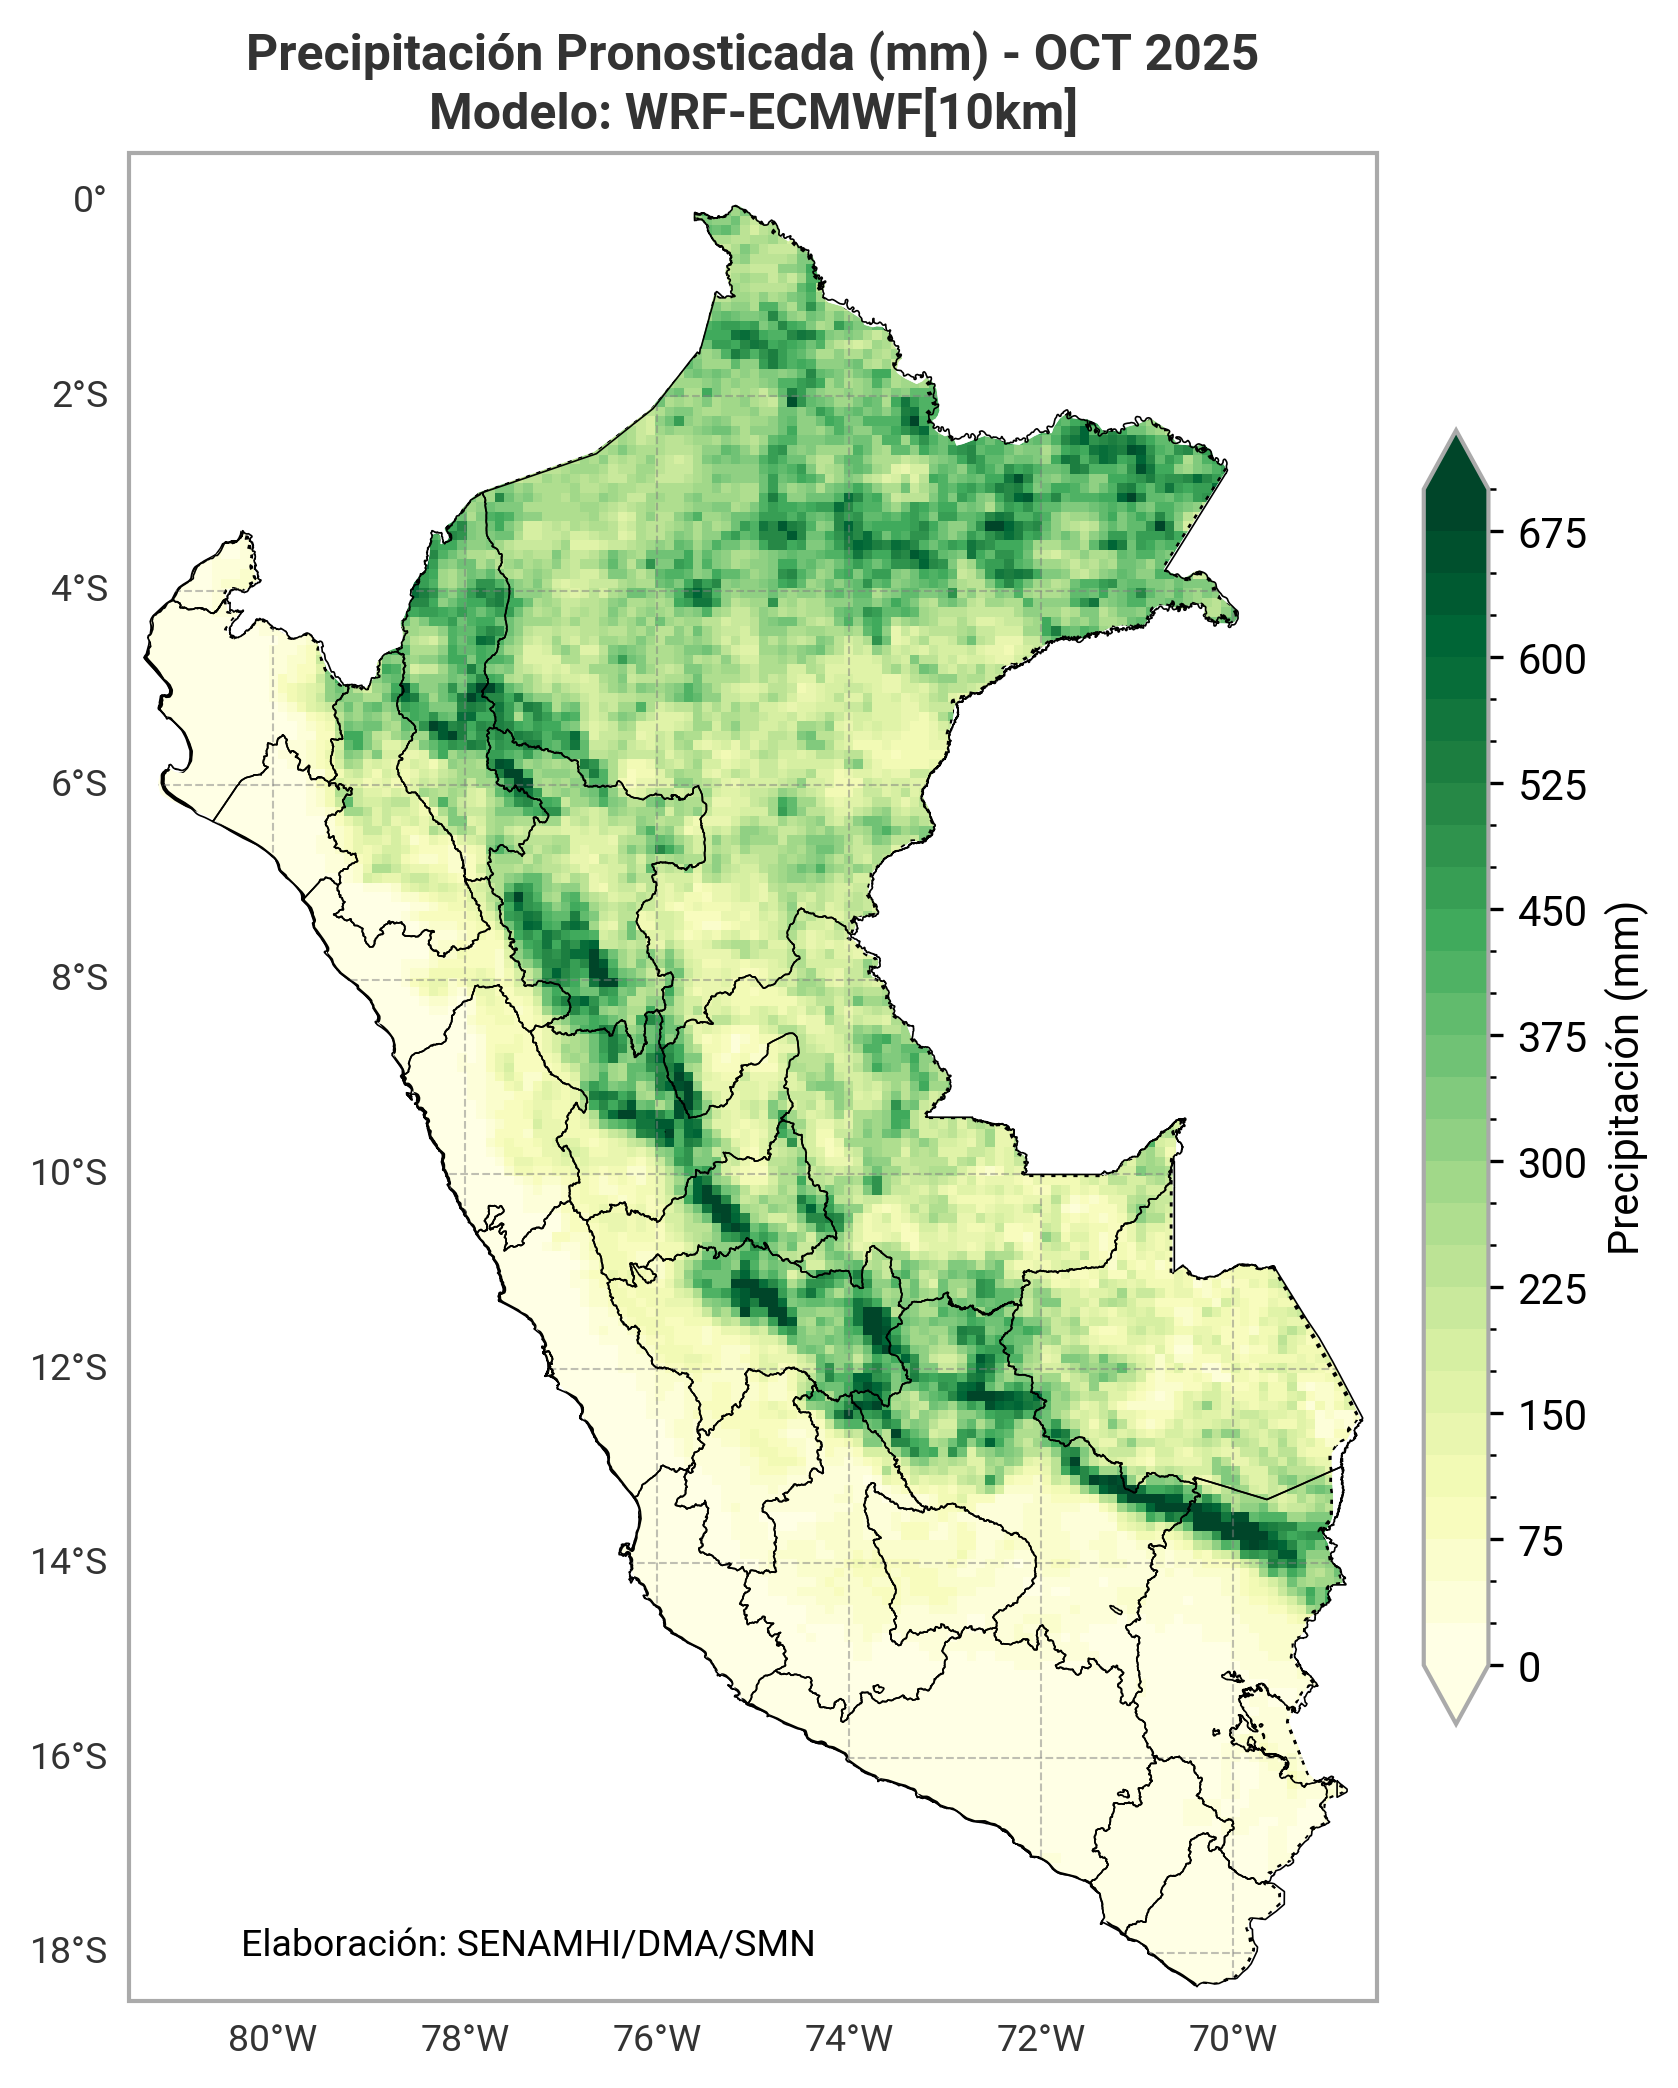 Precipitación Pronosticada (mm) - OCT 2025
Modelo: WRF-ECMWF[10km]
0°
2°S
4°S
6°S
8°S
10°S
12°S
14°S
16°S
18°S
80°W
78°W
76°W
74°W
72°W
70°W
Elaboración: SENAMHI/DMA/SMN
675
600
525
450
375
300
225
150
75
0
Precipitación (mm)